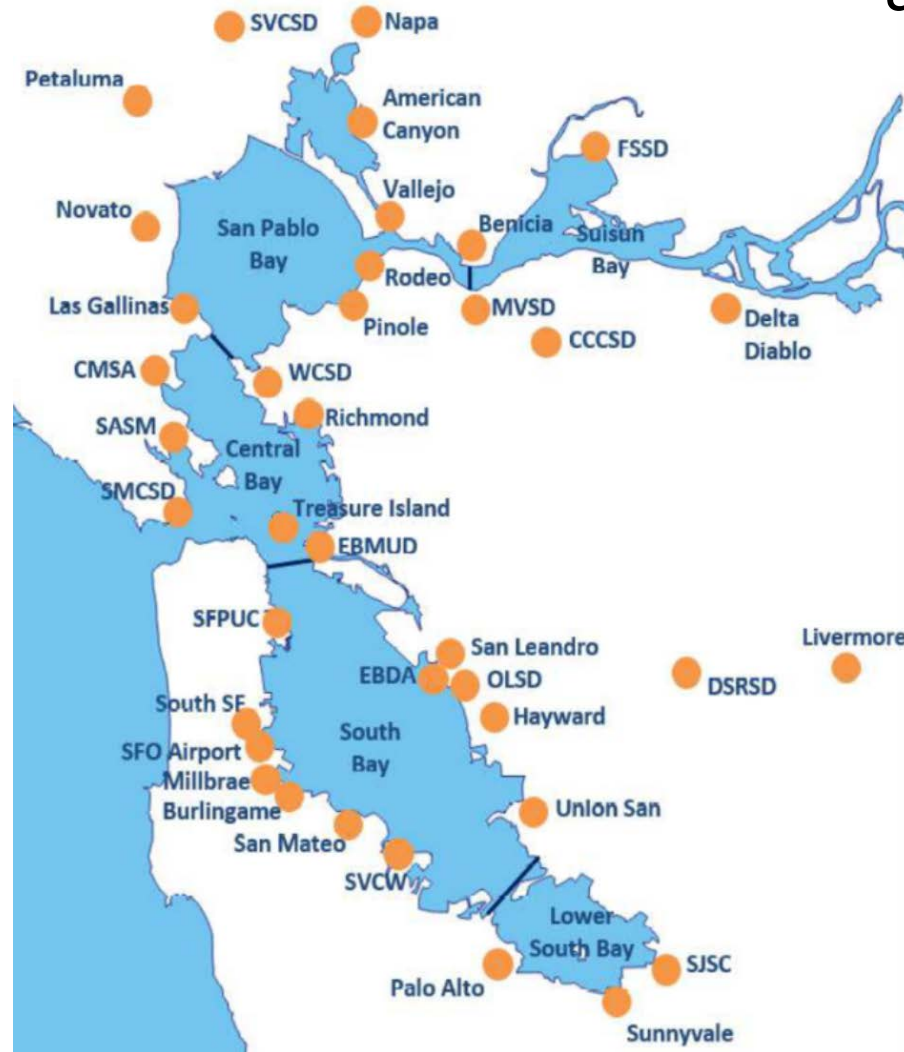 SVCSD
Napa
Petaluma
American
Canyon
FSSD
Vallejo
Novato
Benicia
San Pablo
Bay
Suisun
Bay
Rodeo
Las Gallinas
MVSD
Pinole
Delta
Diablo
CCCSD
CMSA
WCSD
Richmond
SASM
Central
Bay
SMCSD
Treasure Island
EBMUD
SFPUC
San Leandro
Livermore
EBDA
OLSD
DSRSD
South SF
Hayward
South
Bay
SFO Airport
Millbrae
Burlingame
Union San
San Mateo
SVCW
Lower
South Bay
SJSC
Palo Alto
Sunnyvale